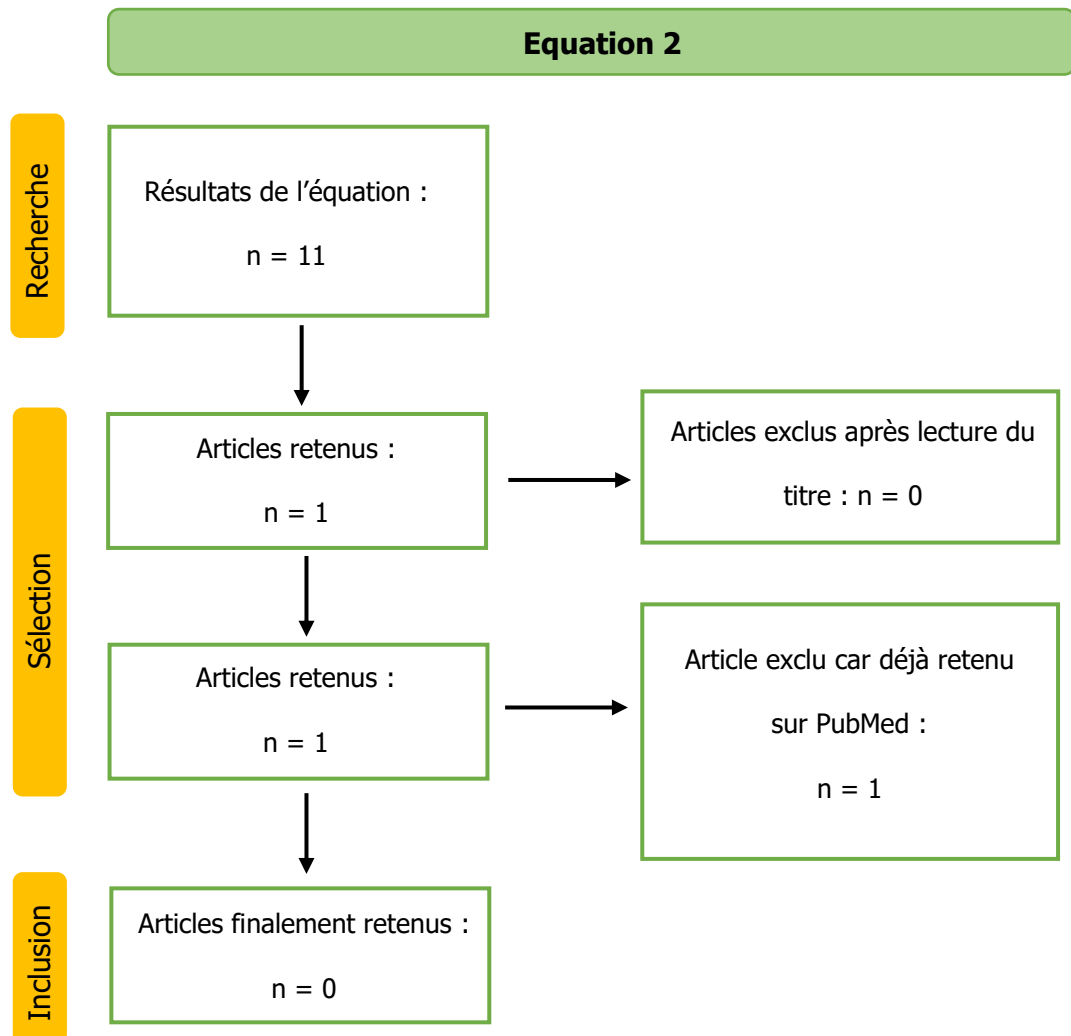 Equation 2
Recherche
Résultats de l’équation :
n = 11
Sélection
Articles retenus :
n = 1
Articles exclus après lecture du
titre : n = 0
Articles retenus :
n = 1
Article exclu car déjà retenu
sur PubMed :
n = 1
Inclusion
Articles finalement retenus :
n = 0